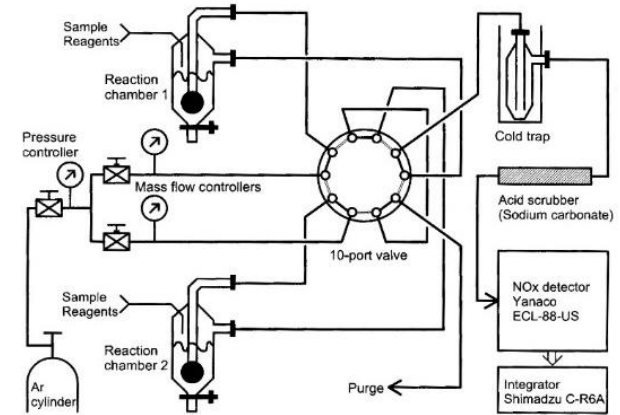 Sample
Reagents
Reaction
chamber 1
Cold trap
Pressure
controller
Mass flow controllers
Acid scrubber
(Sodium carbonate)
10-port valve
NOx detector
Yanaco
ECL-88-US
Sample
Reagents
Reaction
chamber 2
Ar
cylinder
Purge
Integrator
Shimadzu C-R6A